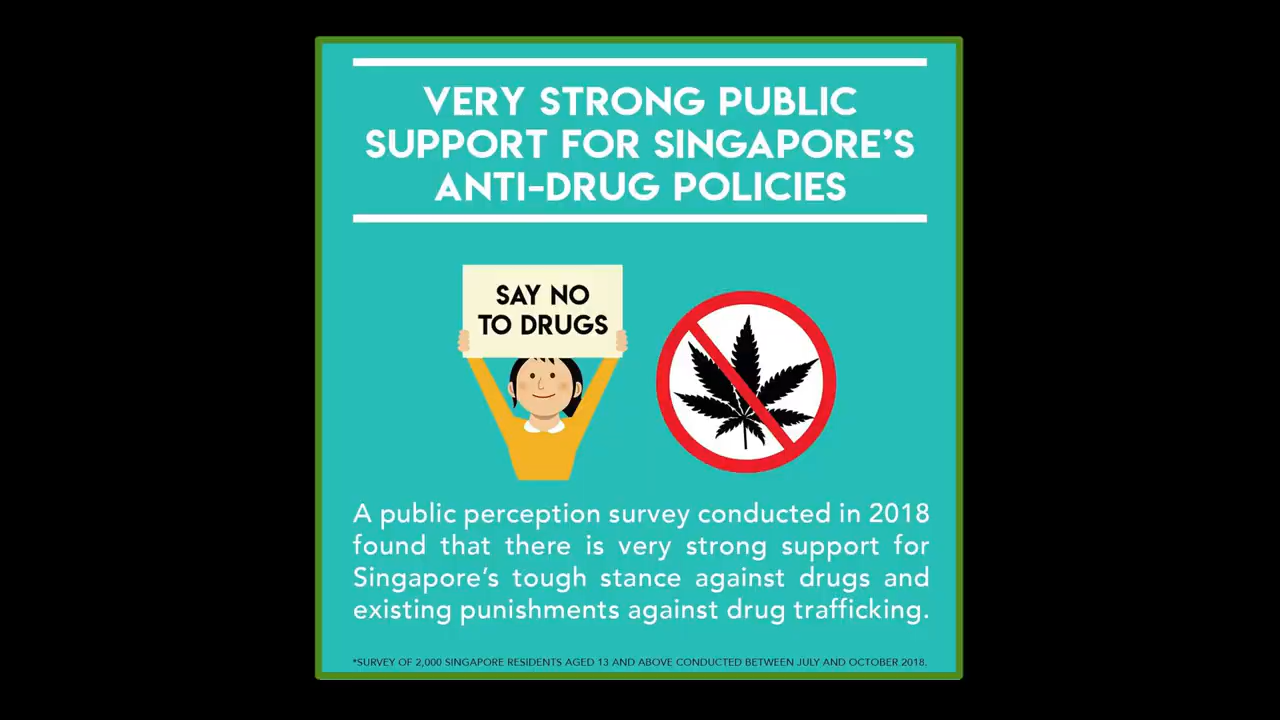 VERY STRONG PUBLIC
SUPPORT FOR SINGAPORE'S
ANTI-DRUG POLICIES
SAY NO
TO DRUGS
A public perception survey conducted in 2018
found that there is very strong support for
Singapore's tough stance against drugs and
existing punishments against drug trafficking.
*SURVEY OF 2,000 SINGAPORE RESIDENTS AGED 13 AND ABOVE CONDUCTED BETWEEN JULY AND OCTOBER 2018.